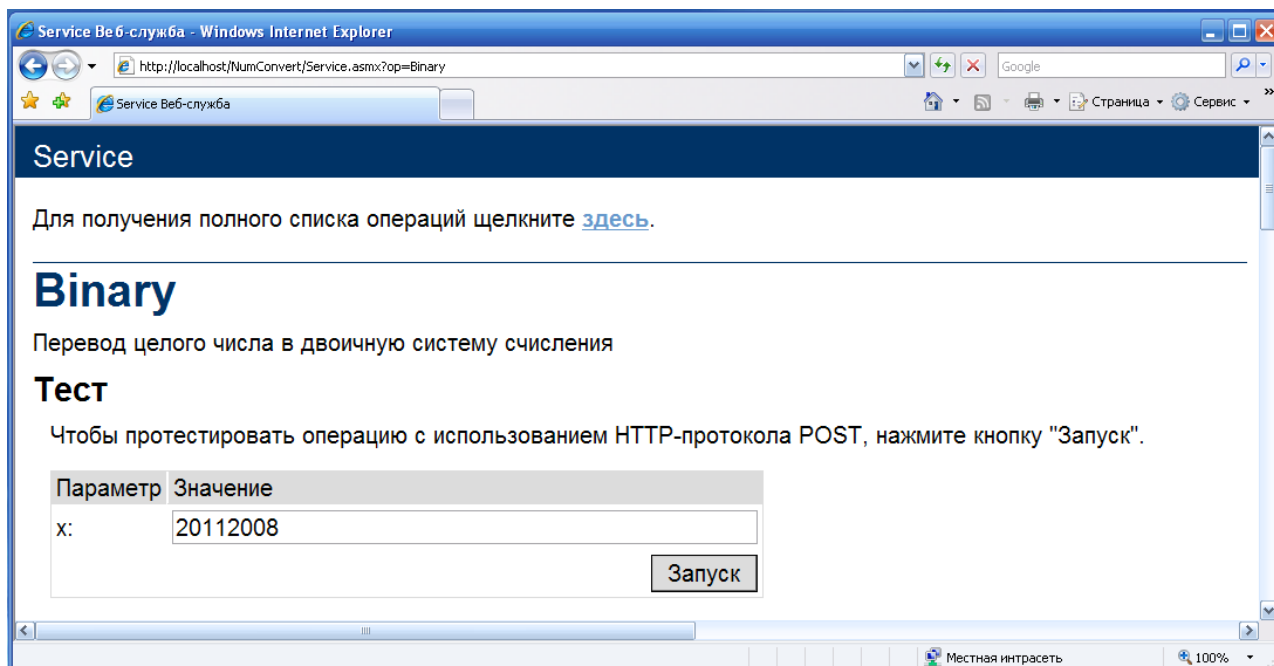 Service Веб-служба - Windows Internet Explorer
http://localhost/NumConvert/Service.asmx?op=Binary
Google
Service Веб-служба
Страница
Сервис
»
Service
Для получения полного списка операций щелкните здесь.
Binary
Перевод целого числа в двоичную систему счисления
Тест
Чтобы протестировать операцию с использованием HTTP-протокола POST, нажмите кнопку "Запуск".
Параметр Значение
x: 20112008
Запуск
Местная интрасеть
100%